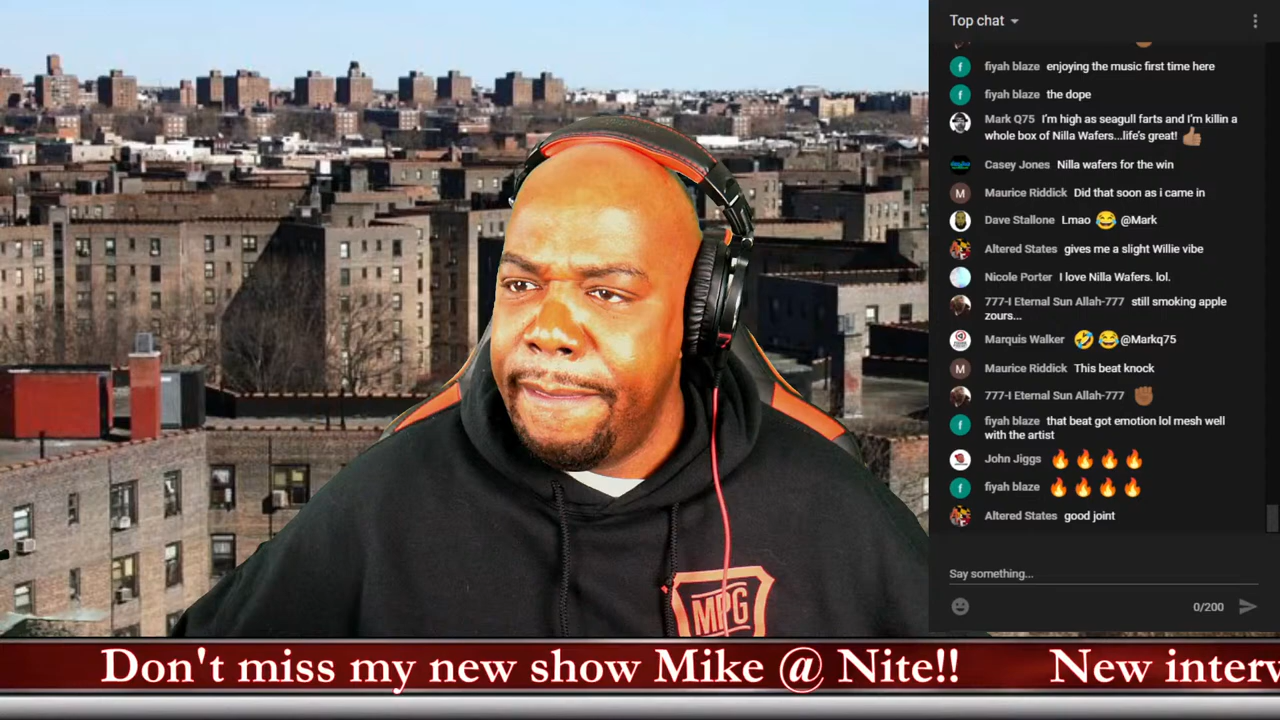 Top chat
fiyah blaze enjoying the music first time here
fiyah blaze the dope
Mark Q75 I'm high as seagull farts and I'm killin a
whole box of Nilla Wafers...life's great!
Casey Jones Nilla wafers for the win
Maurice Riddick Did that soon as i came in
Dave Stallone Lmao 😂 @Mark
Altered States gives me a slight Willie vibe
Nicole Porter I love Nilla Wafers. lol.
777-I Eternal Sun Allah-777 still smoking apple
zours...
Marquis Walker 🤣 😂 @Markq75
Maurice Riddick This beat knock
777-I Eternal Sun Allah-777
fiyah blaze that beat got emotion lol mesh well
with the artist
John Jiggs 🔥 🔥 🔥 🔥
fiyah blaze 🔥 🔥 🔥 🔥
Altered States good joint
Say something...
0/200
MPG
Don't miss my new show Mike @ Nite!! New interv